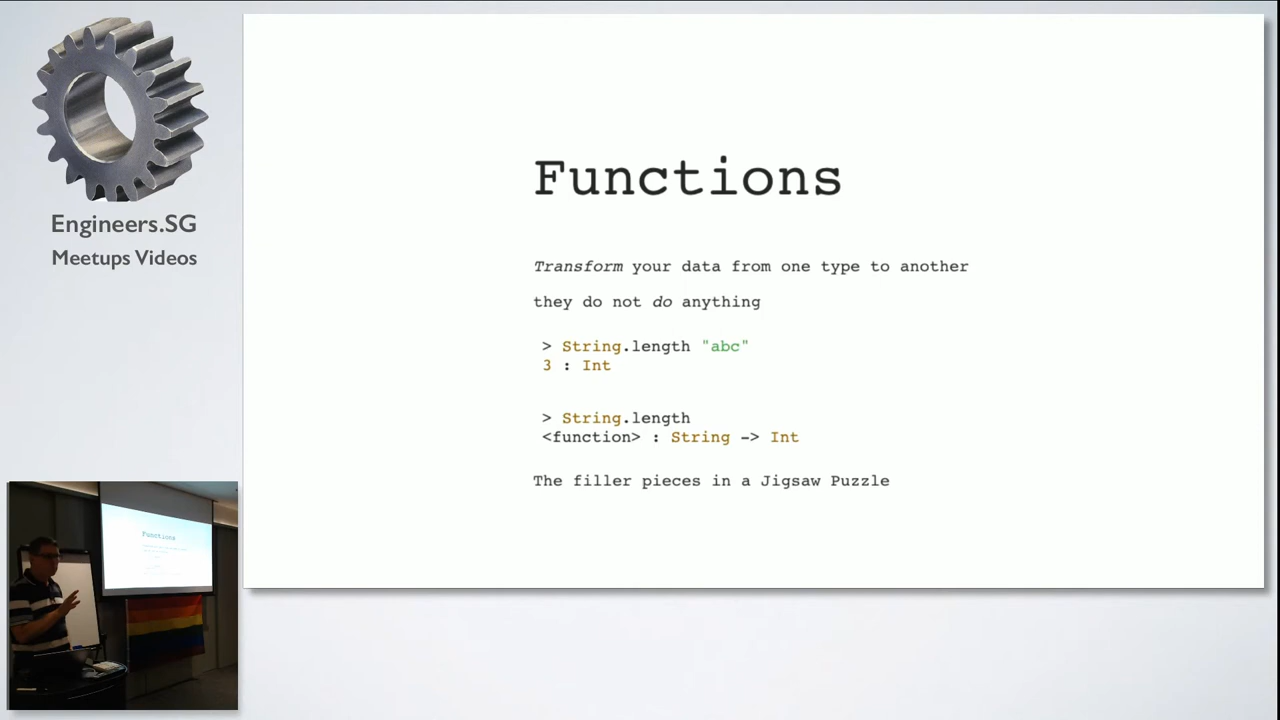 Engineers.SG
Meetups Videos
Functions
Transform your data from one type to another
they do not do anything
> String.length "abc"
3 : Int
> String.length
<function> : String -> Int
The filler pieces in a Jigsaw Puzzle
Functions